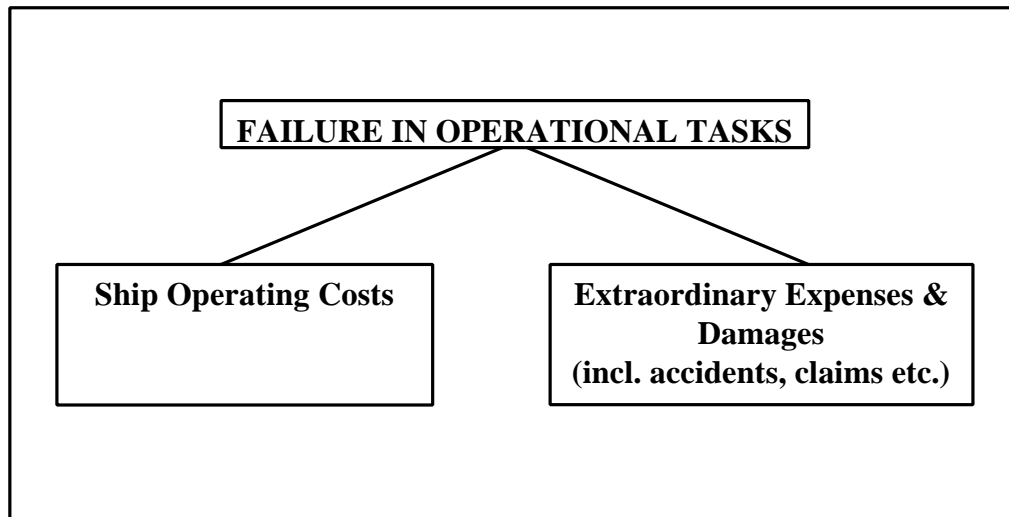 FAILURE IN OPERATIONAL TASKS
Ship Operating Costs
Extraordinary Expenses &
Damages
(incl. accidents, claims etc.)